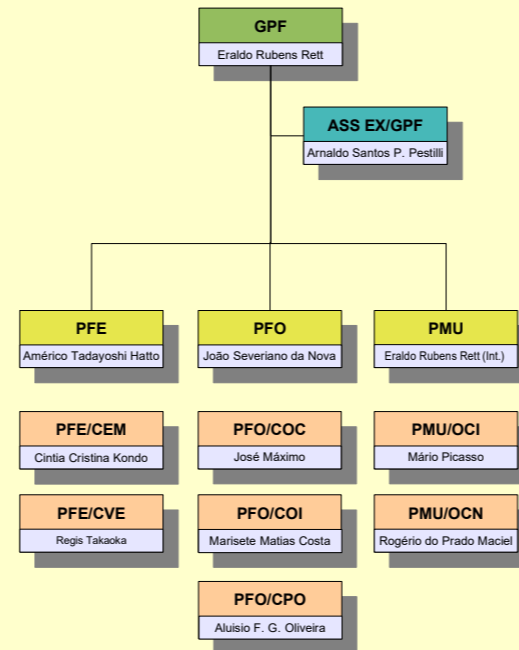 GPF
Eraldo Rubens Rett
ASS EX/GPF
Arnaldo Santos P. Pestilli
PFE
Américo Tadayoshi Hatto
PFO
João Severiano da Nova
PMU
Eraldo Rubens Rett (Int.)
PFE/CEM
Cintia Cristina Kondo
PFO/COC
José Máximo
PMU/OCI
Mário Picasso
PFE/CVE
Regis Takaoka
PFO/COI
Marisete Matias Costa
PMU/OCN
Rogério do Prado Maciel
PFO/CPO
Aluisio F. G. Oliveira